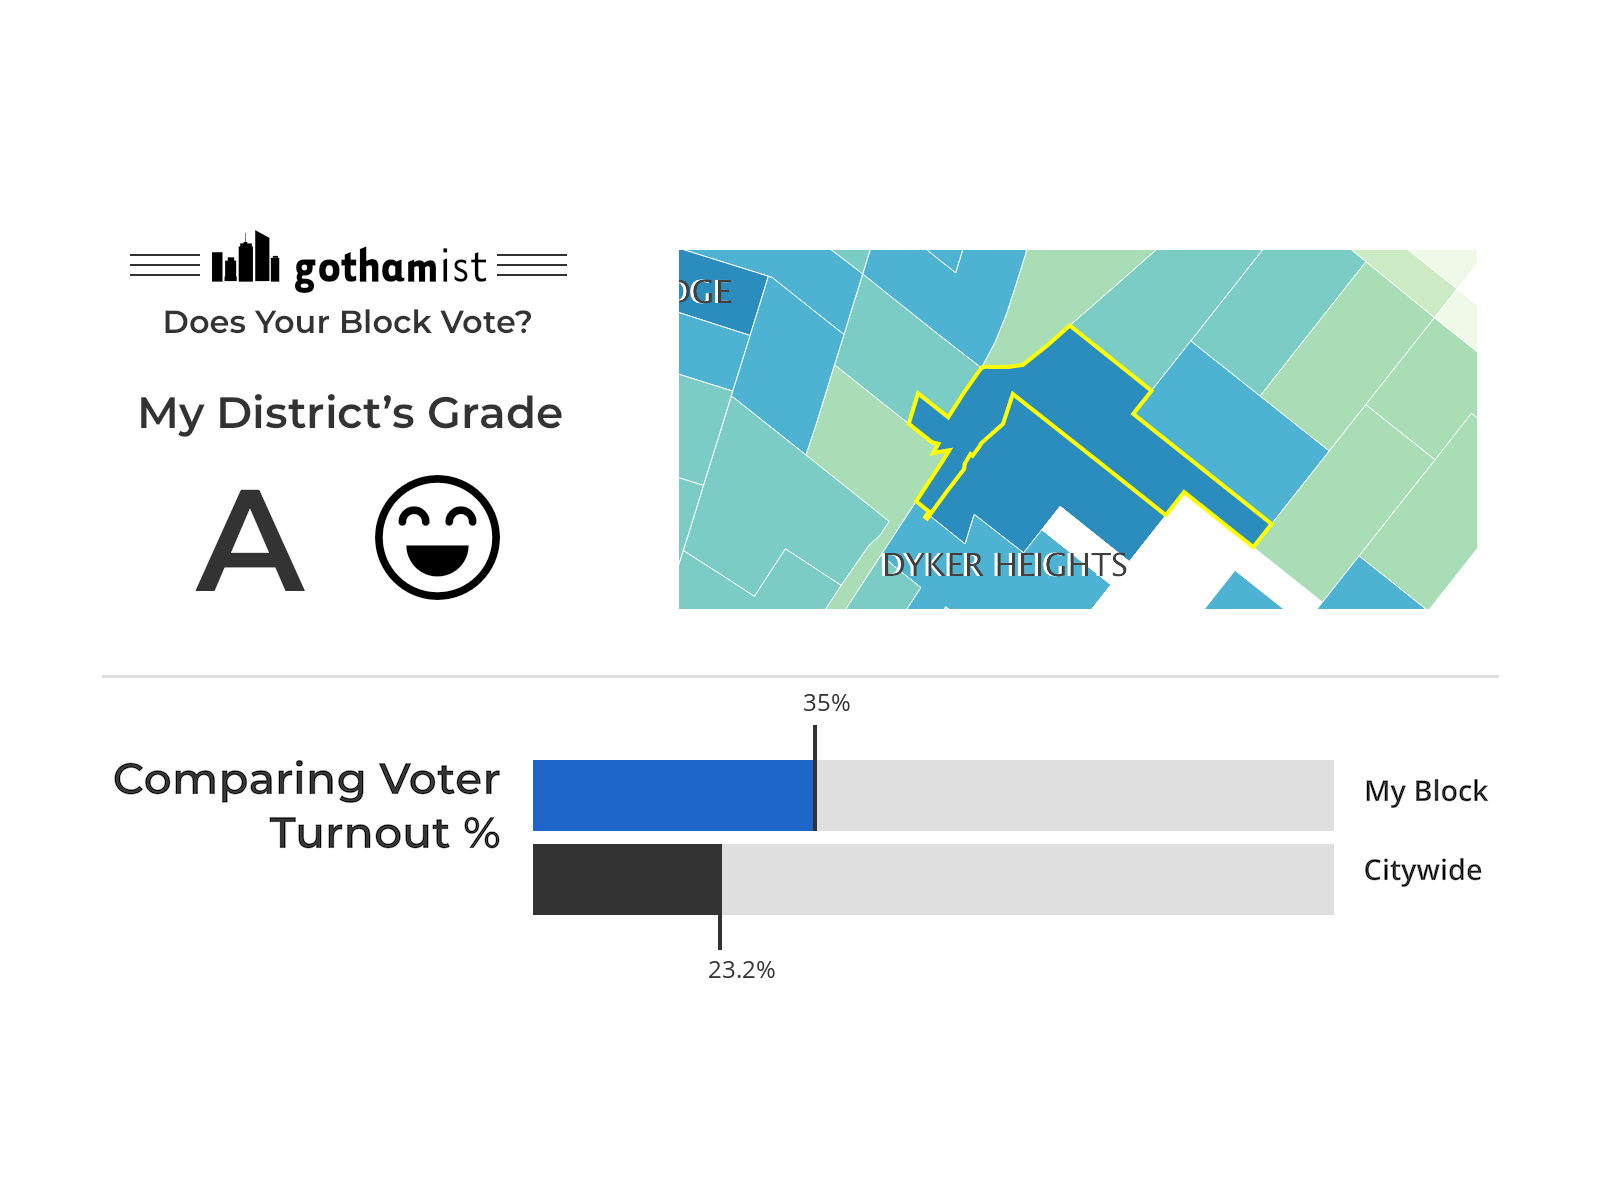 gothamist
Does Your Block Vote?
My District's Grade
A
DGE
DYKER HEIGHTS
35%
Comparing Voter
Turnout %
My Block
Citywide
23.2%